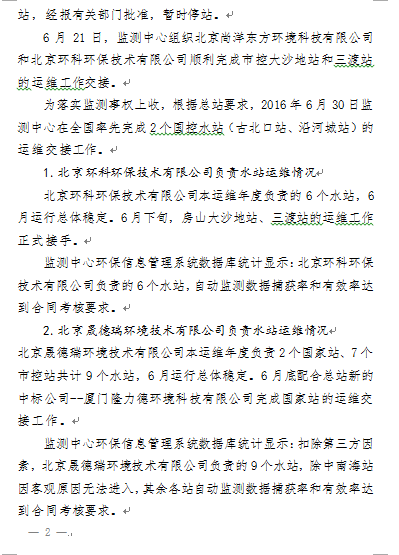 站，经报有关部门批准，暂时停站。
6 月 21 日，监测中心组织北京尚洋东方环境科技有限公司
和北京环科环保技术有限公司顺利完成市控大沙地站和三渡站
的运维工作交接。
为落实监测事权上收，根据总站要求，2016 年 6 月 30 日监
测中心在全国率先完成 2 个国控水站（古北口站、沿河城站）的
运维交接工作。
1.北京环科环保技术有限公司负责水站运维情况
北京环科环保技术有限公司本运维年度负责的 6 个水站，6
月运行总体稳定。6 月下旬，房山大沙地站、三渡站的运维工作
正式接手。
监测中心环保信息管理系统数据库统计显示：北京环科环保
技术有限公司负责的 6 个水站，自动监测数据捕获率和有效率达
到合同考核要求。
2.北京晟德瑞环境技术有限公司负责水站运维情况
北京晟德瑞环境技术有限公司本运维年度负责 2 个国家站、7 个
市控站共计 9 个水站，6 月运行总体稳定。6 月底配合总站新的
中标公司--厦门隆力德环境科技有限公司完成国家站的运维交
接工作。
监测中心环保信息管理系统数据库统计显示：扣除第三方因
素，北京晟德瑞环境技术有限公司负责的 9 个水站，除中南海站
因客观原因无法进入，其余各站自动监测数据捕获率和有效率达
到合同考核要求。
— 2 —